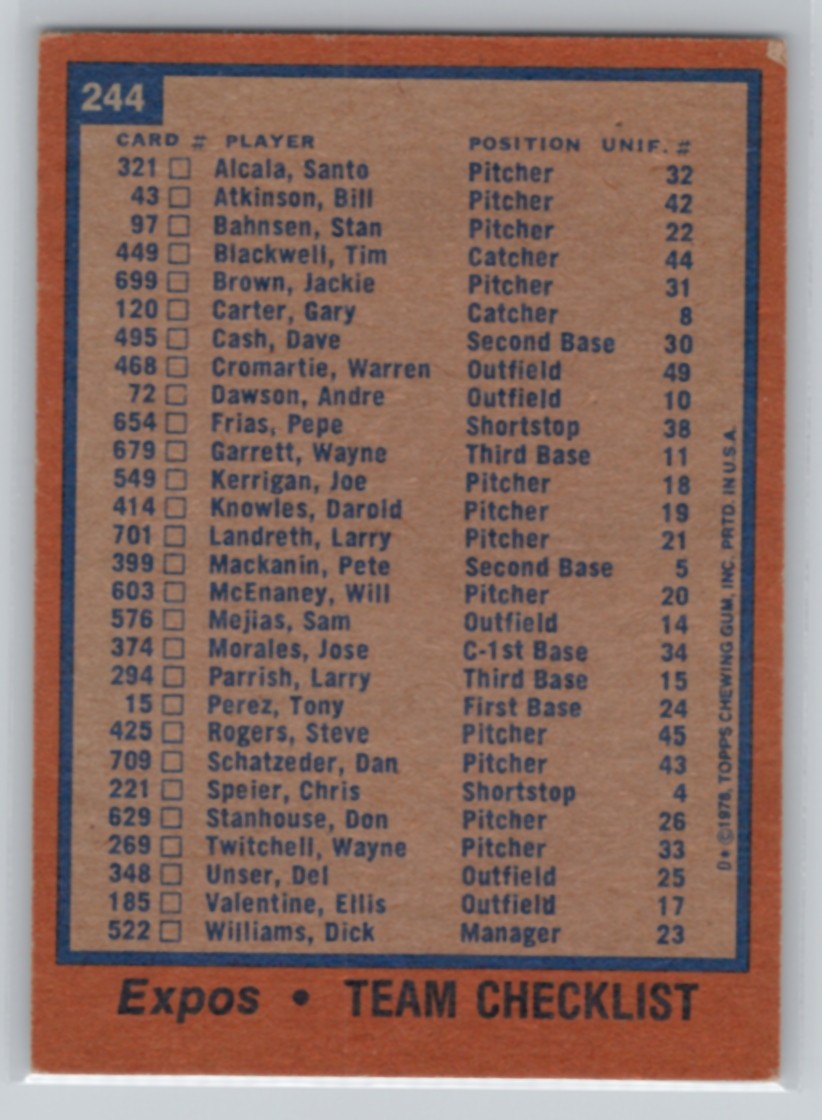 244
CARD # PLAYER POSITION UNIF. #
321 Alcala, Santo Pitcher 32
43 Atkinson, Bill Pitcher 42
97 Bahnsen, Stan Pitcher 22
449 Blackwell, Tim Catcher 44
699 Brown, Jackie Pitcher 31
120 Carter, Gary Catcher 8
495 Cash, Dave Second Base 30
468 Cromartie, Warren Outfield 49
72 Dawson, Andre Outfield 10
654 Frias, Pepe Shortstop 38
679 Garrett, Wayne Third Base 11
549 Kerrigan, Joe Pitcher 18
414 Knowles, Darold Pitcher 19
701 Landreth, Larry Pitcher 21
399 Mackanin, Pete Second Base 5
603 McEnaney, Will Pitcher 20
576 Mejias, Sam Outfield 14
374 Morales, Jose C-1st Base 34
294 Parrish, Larry Third Base 15
15 Perez, Tony First Base 24
425 Rogers, Steve Pitcher 45
709 Schatzeder, Dan Pitcher 43
221 Speier, Chris Shortstop 4
629 Stanhouse, Don Pitcher 26
269 Twitchell, Wayne Pitcher 33
348 Unser, Del Outfield 25
185 Valentine, Ellis Outfield 17
522 Williams, Dick Manager 23
D* © 1978, TOPPS CHEWING GUM, INC. PRTD. IN U.S.A.
Expos • TEAM CHECKLIST